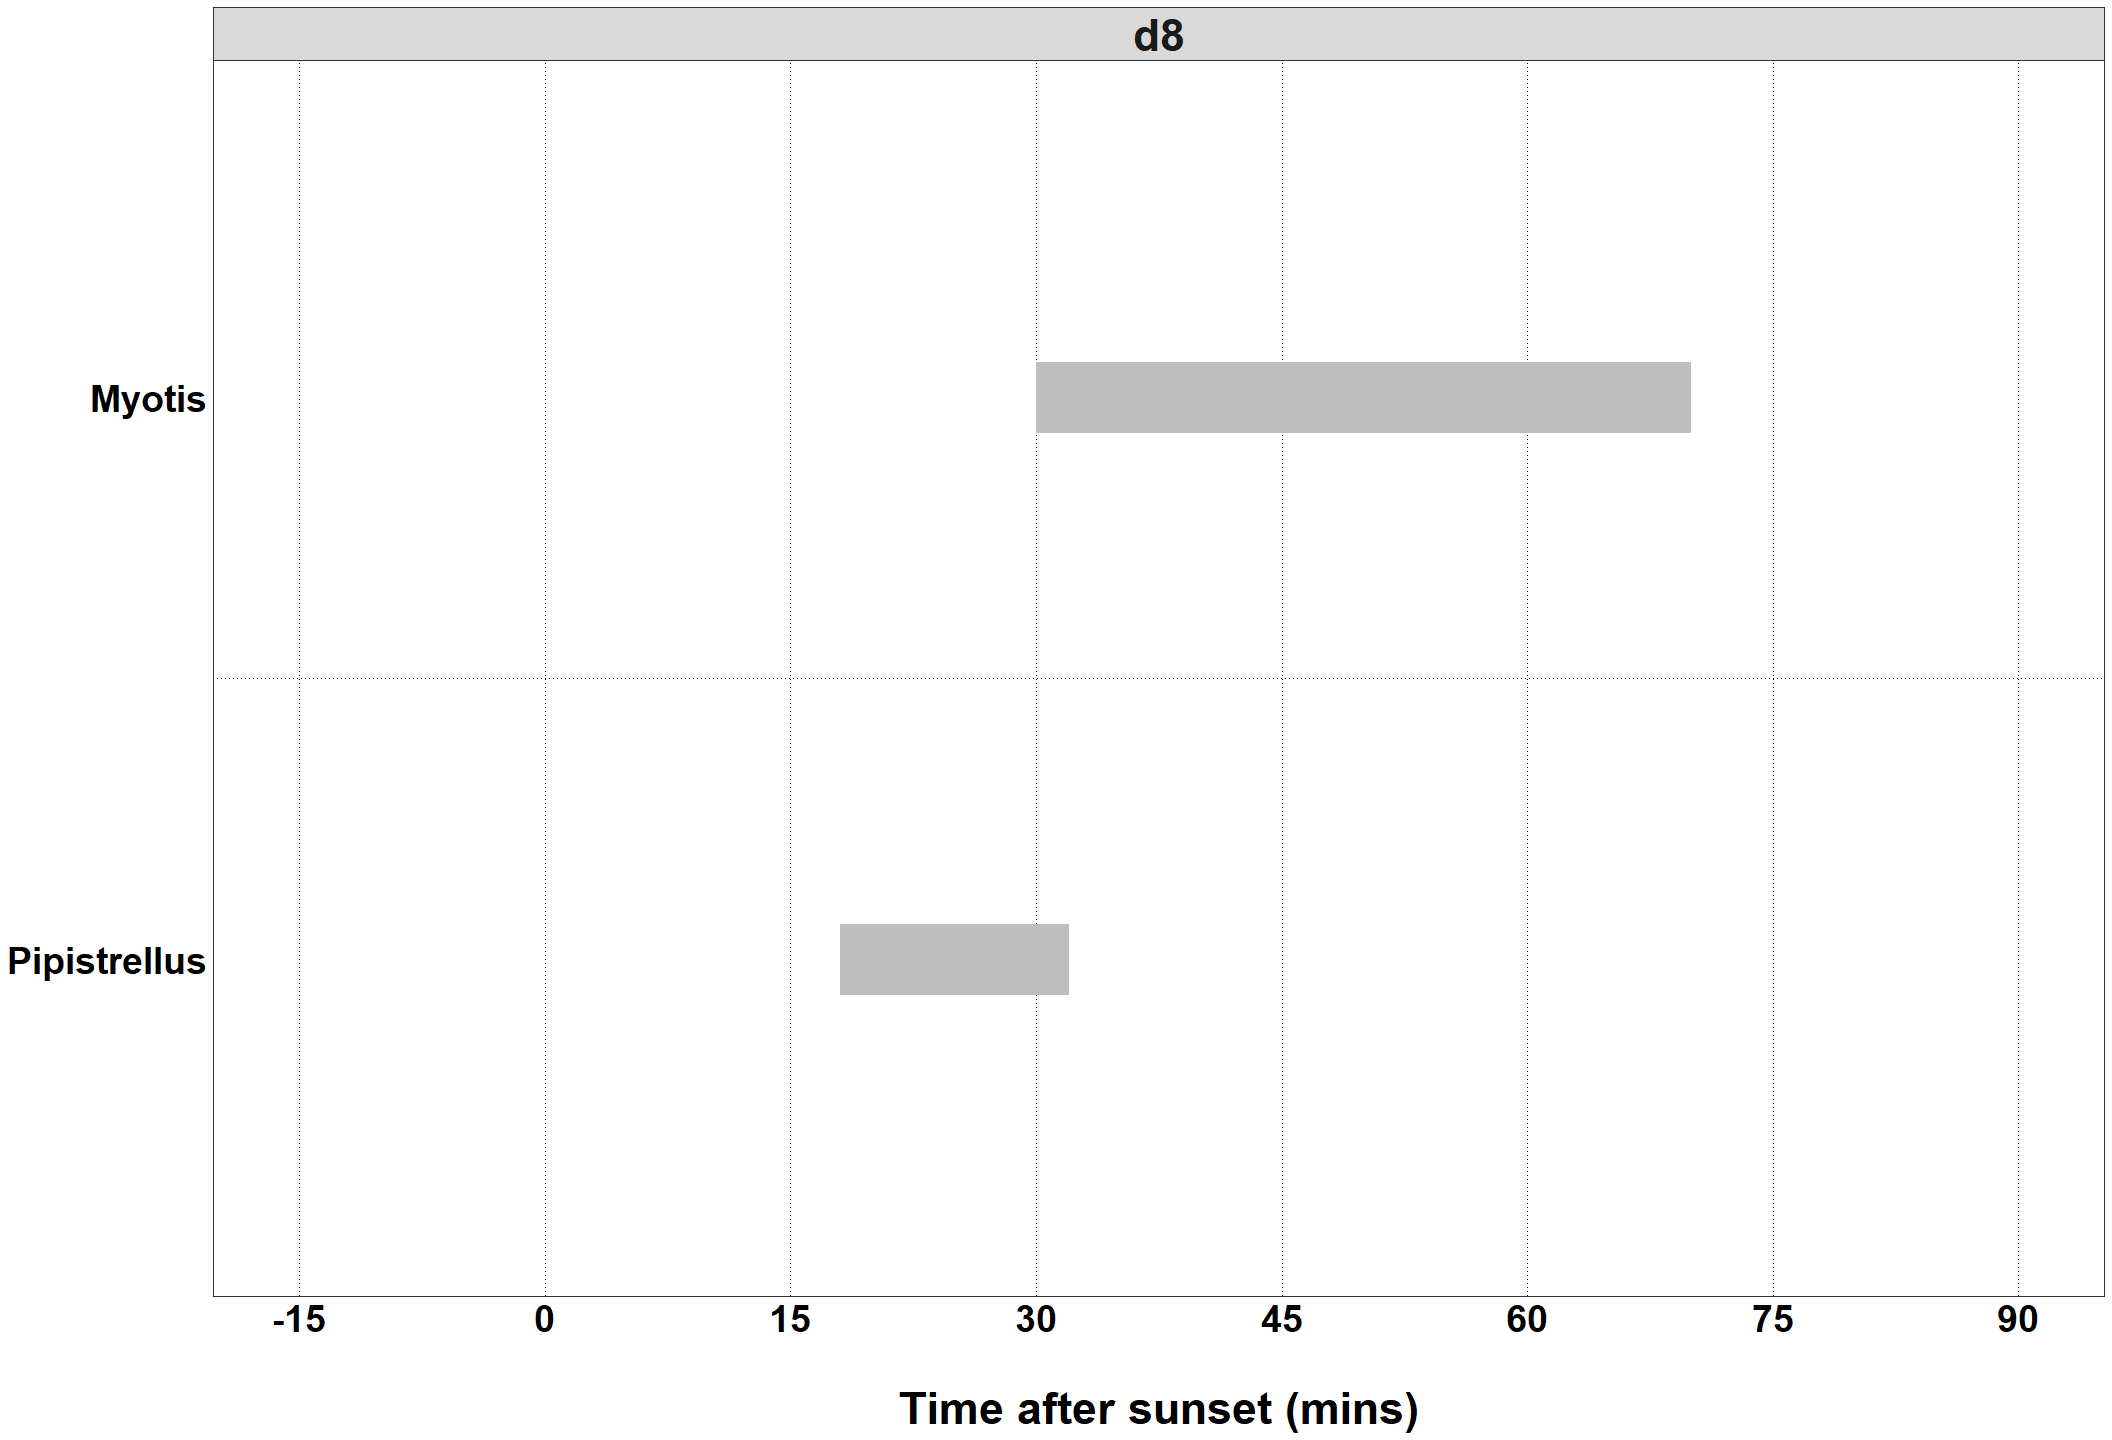 d8
Myotis
Pipistrellus
-15 0 15 30 45 60 75 90
Time after sunset (mins)